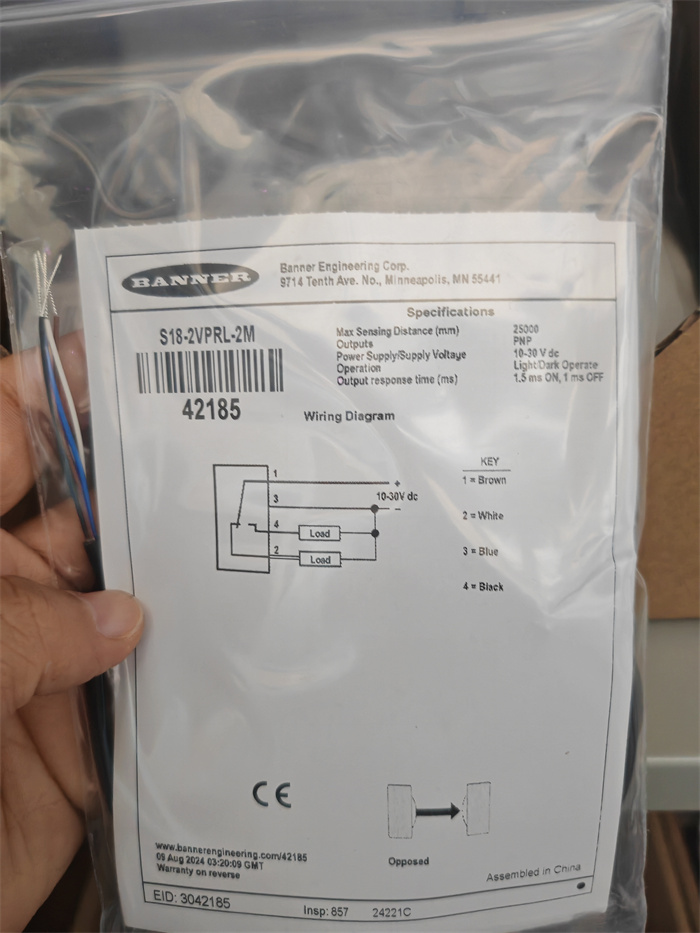 BANNER
Banner Engineering Corp.
9714 Tenth Ave. No., Minneapolis, MN 55441
Specifications
S18-2VPRL-2M
42185
Max Sensing Distance (mm) 25000
Outputs PNP
Power Supply/Supply Voltage 10-30 V dc
Operation Light/Dark Operate
Output response time (ms) 1.5 ms ON, 1 ms OFF
Wiring Diagram
KEY
1 = Brown
2 = White
3 = Blue
4 = Black
1
+
3
10-30V dc
–
4
Load
2
Load
CE
Opposed
www.bannerengineering.com/42185
09 Aug 2024 03:20:09 GMT
Warranty on reverse
Assembled in China
EID: 3042185
Insp: 857 24221C